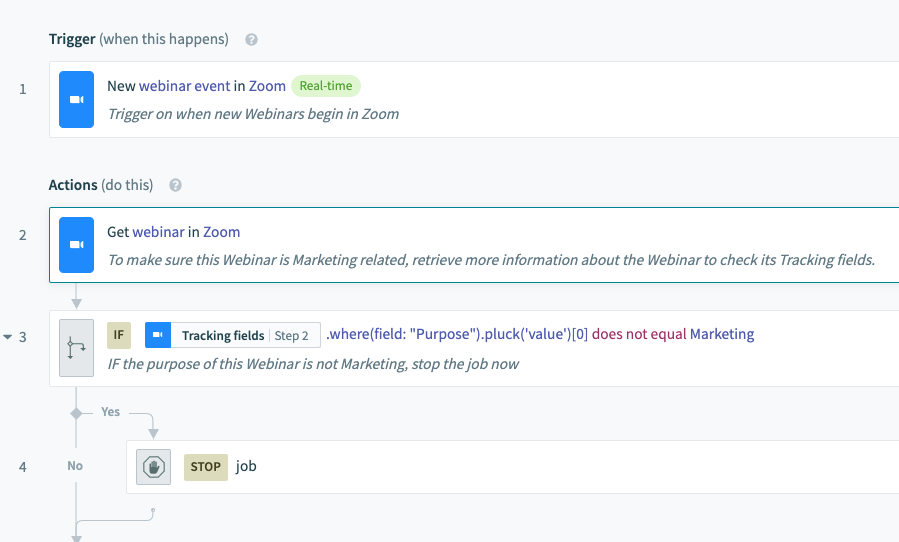 Trigger (when this happens) ?
1
New webinar event in Zoom Real-time
Trigger on when new Webinars begin in Zoom
Actions (do this) ?
2
Get webinar in Zoom
To make sure this Webinar is Marketing related, retrieve more information about the Webinar to check its Tracking fields.
3
IF Tracking fields Step 2 .where(field: "Purpose").pluck('value')[0] does not equal Marketing
IF the purpose of this Webinar is not Marketing, stop the job now
Yes
4
No
STOP job